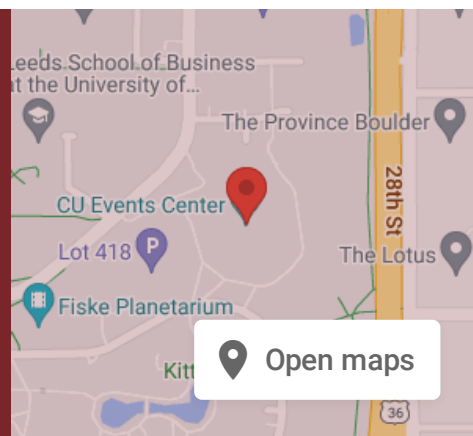 Leeds School of Business
at the University of...
The Province Boulder
28th St
CU Events Center
Lot 418
P
The Lotus
Fiske Planetarium
Kitt
Open maps
36